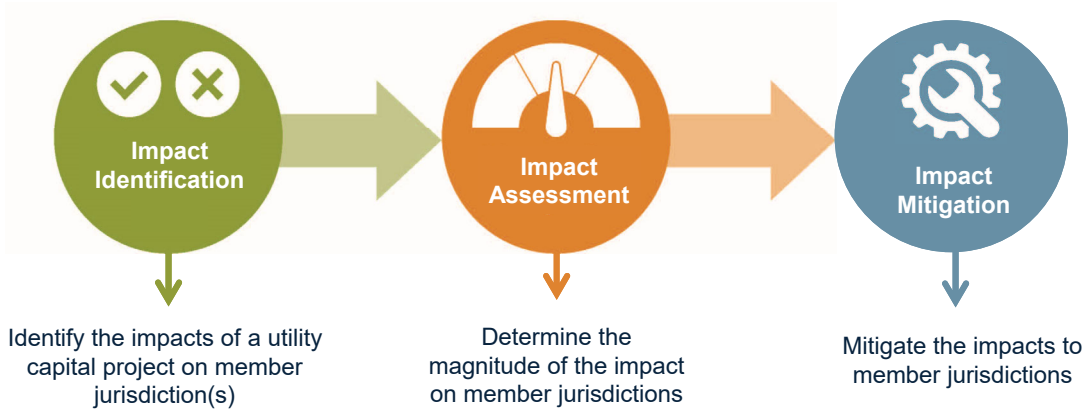 Impact
Identification
Impact
Assessment
Impact
Mitigation
Identify the impacts of a utility
capital project on member
jurisdiction(s)
Determine the
magnitude of the impact
on member jurisdictions
Mitigate the impacts to
member jurisdictions